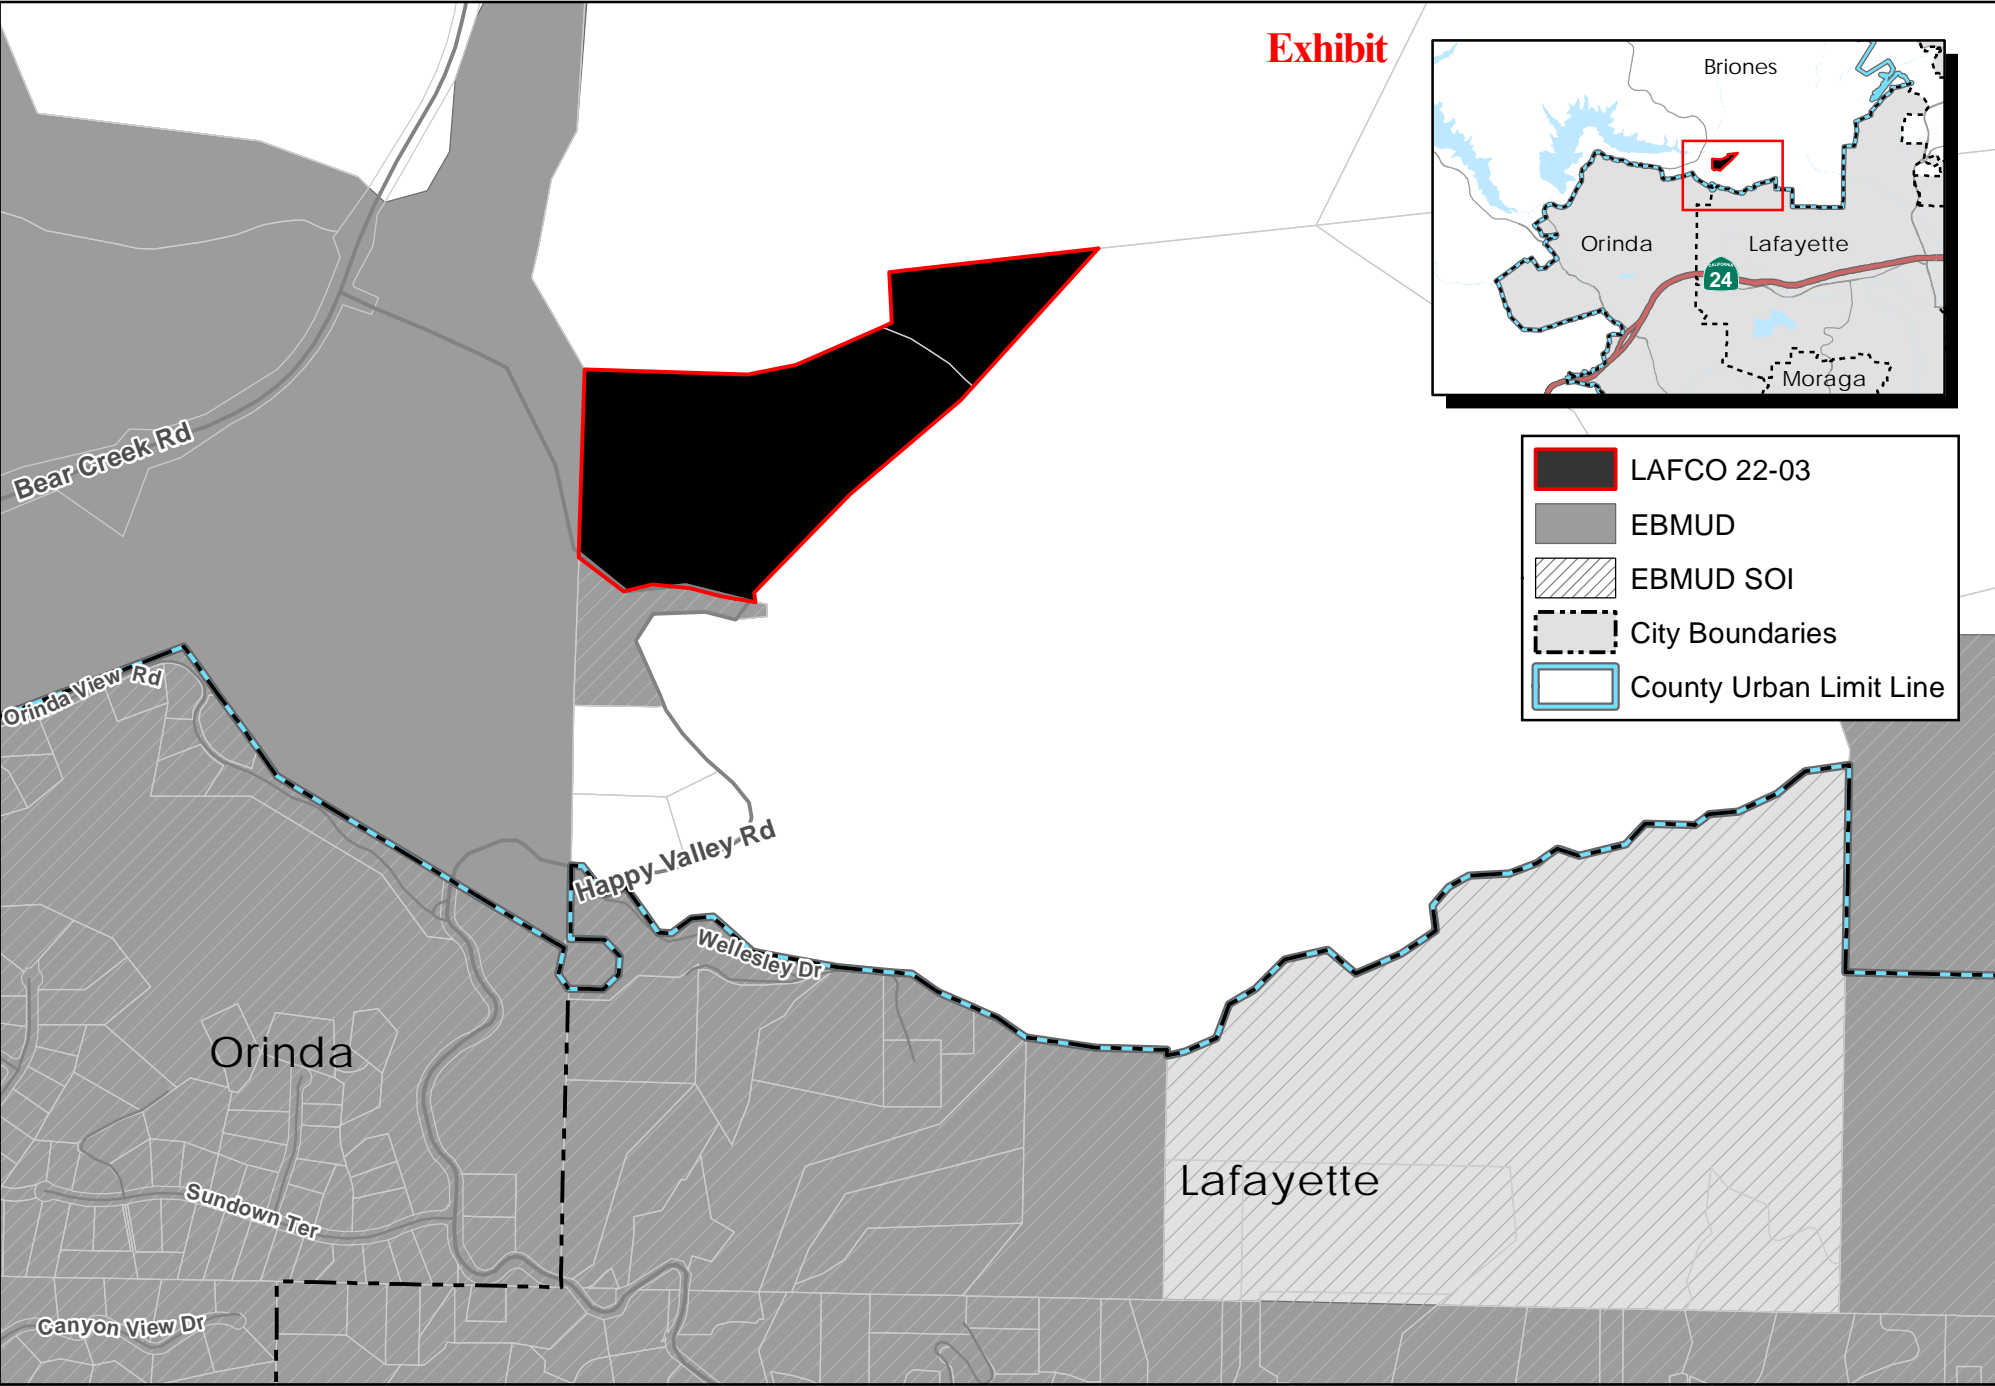 Exhibit
Briones
Orinda
Lafayette
CALIFORNIA
24
Moraga
Bear Creek Rd
LAFCO 22-03
EBMUD
EBMUD SOI
City Boundaries
County Urban Limit Line
Orinda View Rd
Happy Valley Rd
Wellesley Dr
Orinda
Lafayette
Sundown Ter
Canyon View Dr